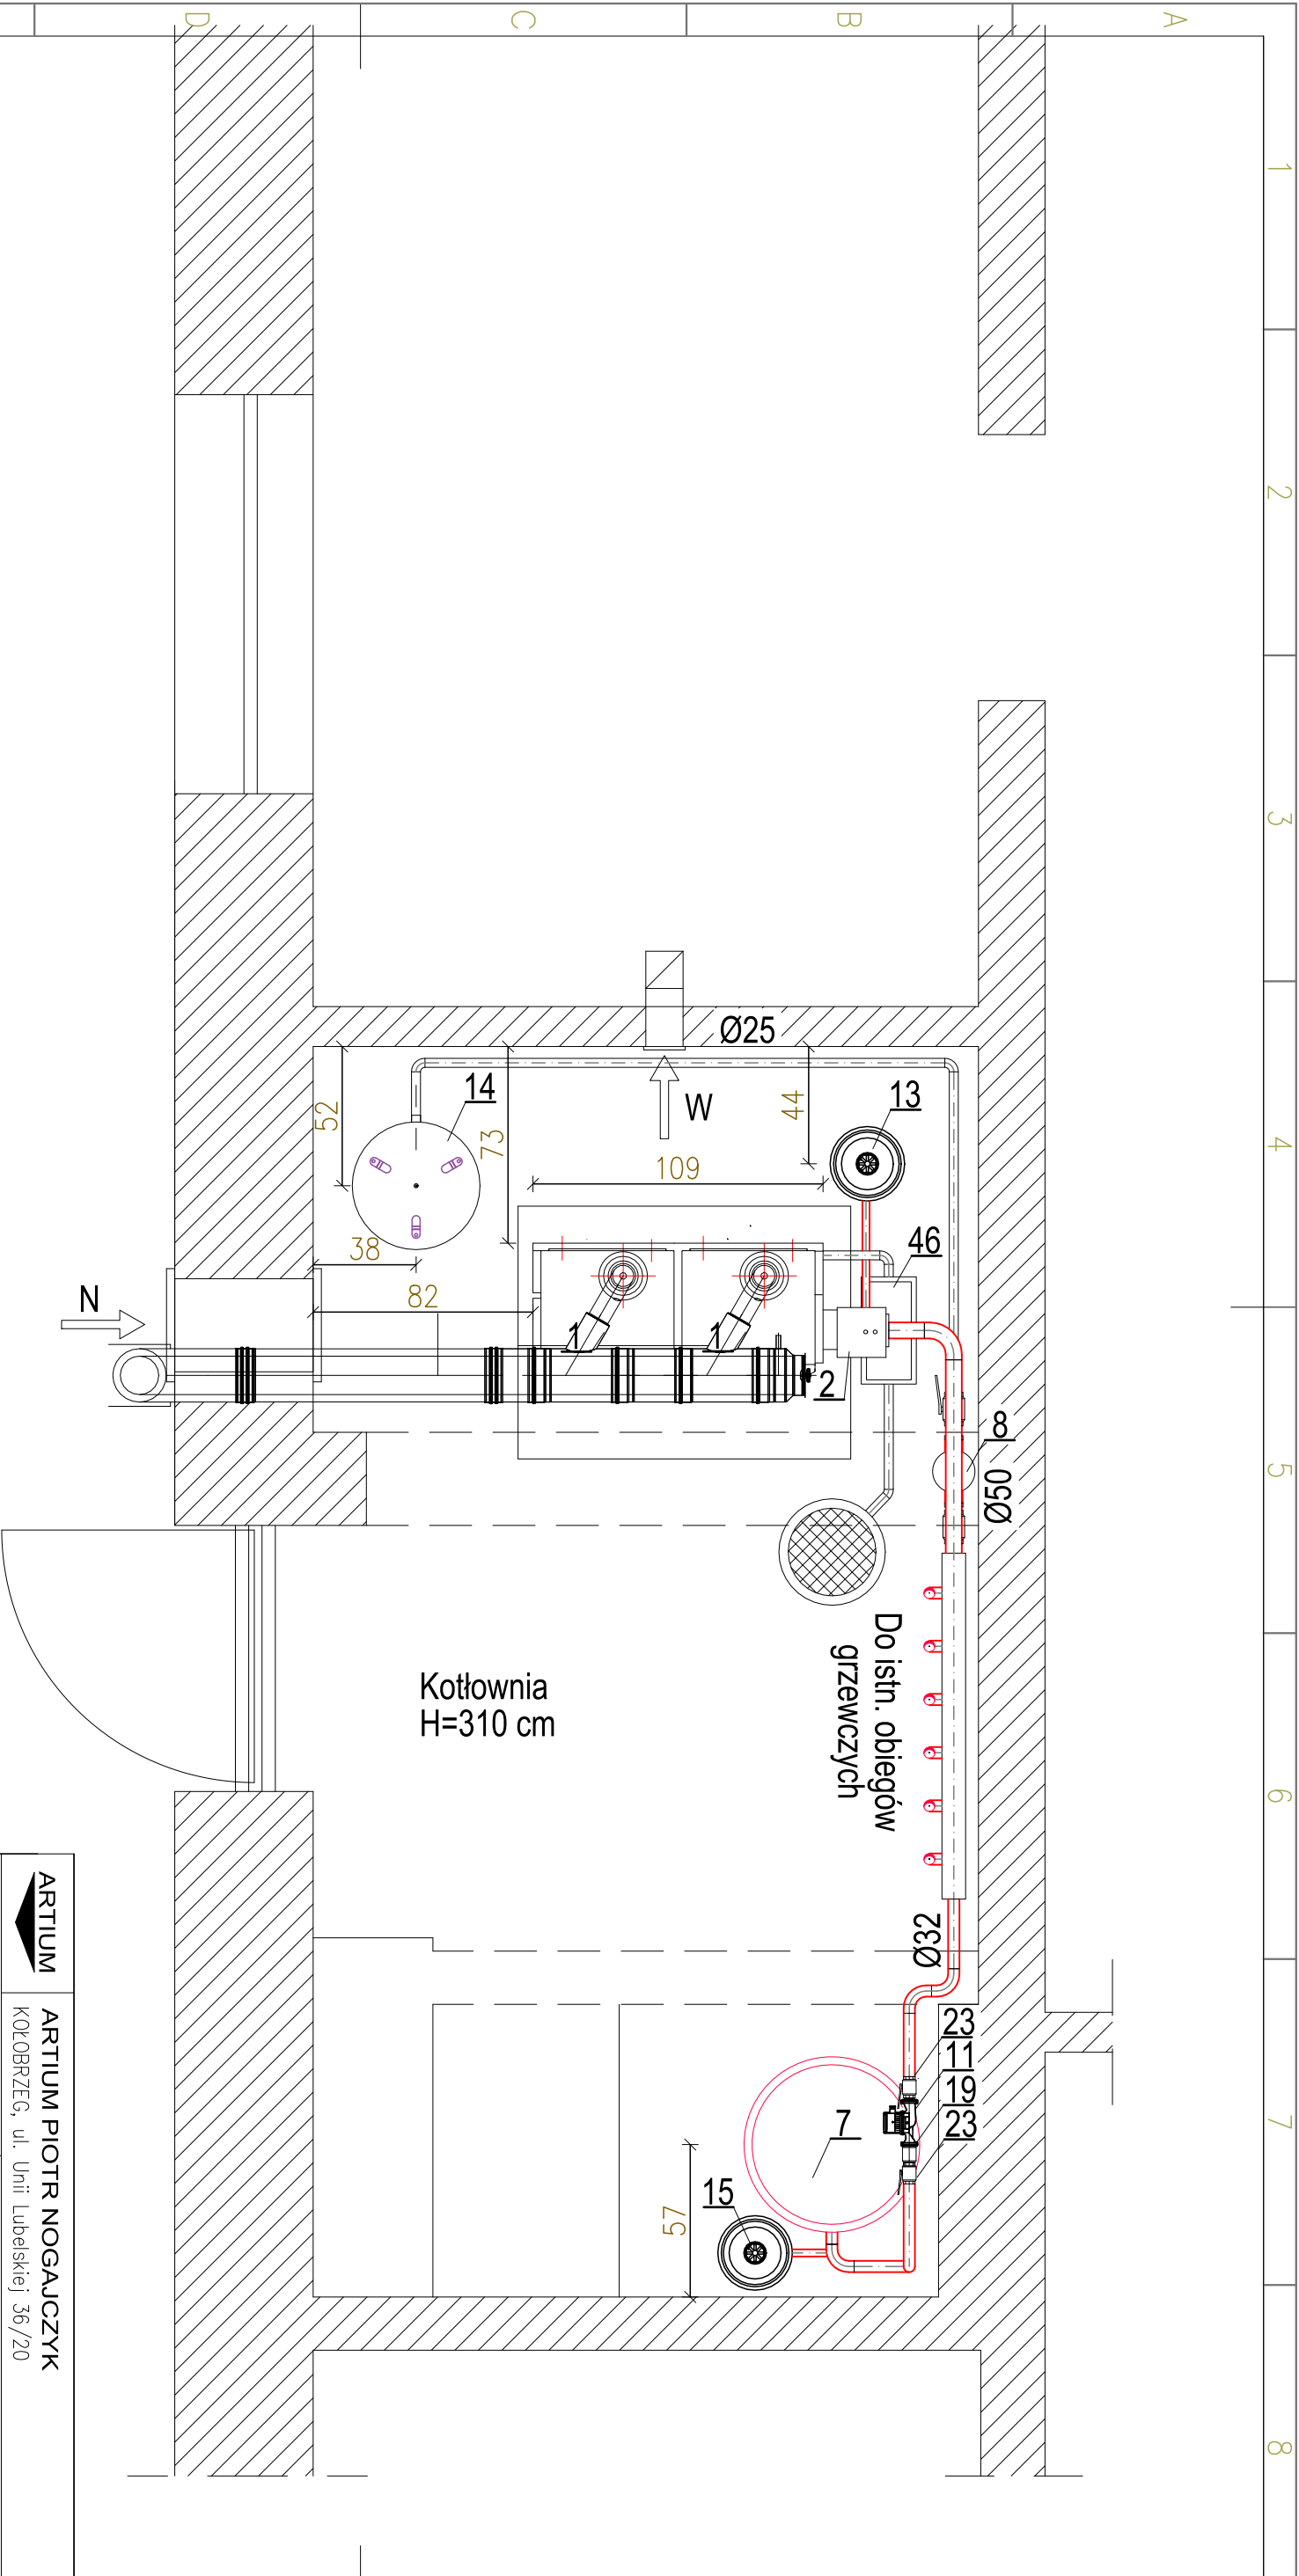 D
C
B
A
1
2
3
4
5
6
7
8
Ø25
14
52
73
W
44
13
109
38
46
N
82
1
1
2
8
Ø50
Do istn. obiegów
grzewczych
Kotłownia
H=310 cm
Ø32
23
11
19
23
7
15
57
ARTIUM
ARTIUM PIOTR NOGAJCZYK
KOŁOBRZEG, ul. Unii Lubelskiej 36/20